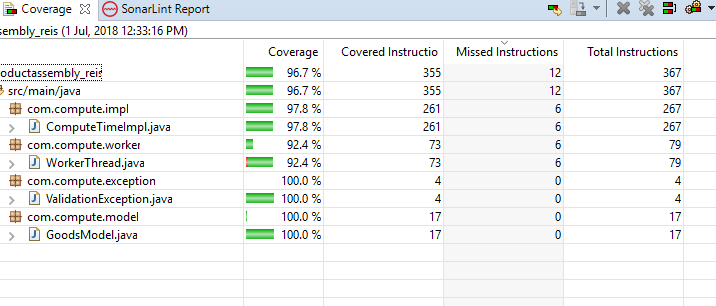 Coverage SonarLint Report
sembly_reis (1 Jul, 2018 12:33:16 PM)
Coverage Covered Instructio Missed Instructions Total Instructions
oductassembly_reis 96.7 % 355 12 367
src/main/java 96.7 % 355 12 367
com.compute.impl 97.8 % 261 6 267
ComputeTimeImpl.java 97.8 % 261 6 267
com.compute.worker 92.4 % 73 6 79
WorkerThread.java 92.4 % 73 6 79
com.compute.exception 100.0 % 4 0 4
ValidationException.java 100.0 % 4 0 4
com.compute.model 100.0 % 17 0 17
GoodsModel.java 100.0 % 17 0 17